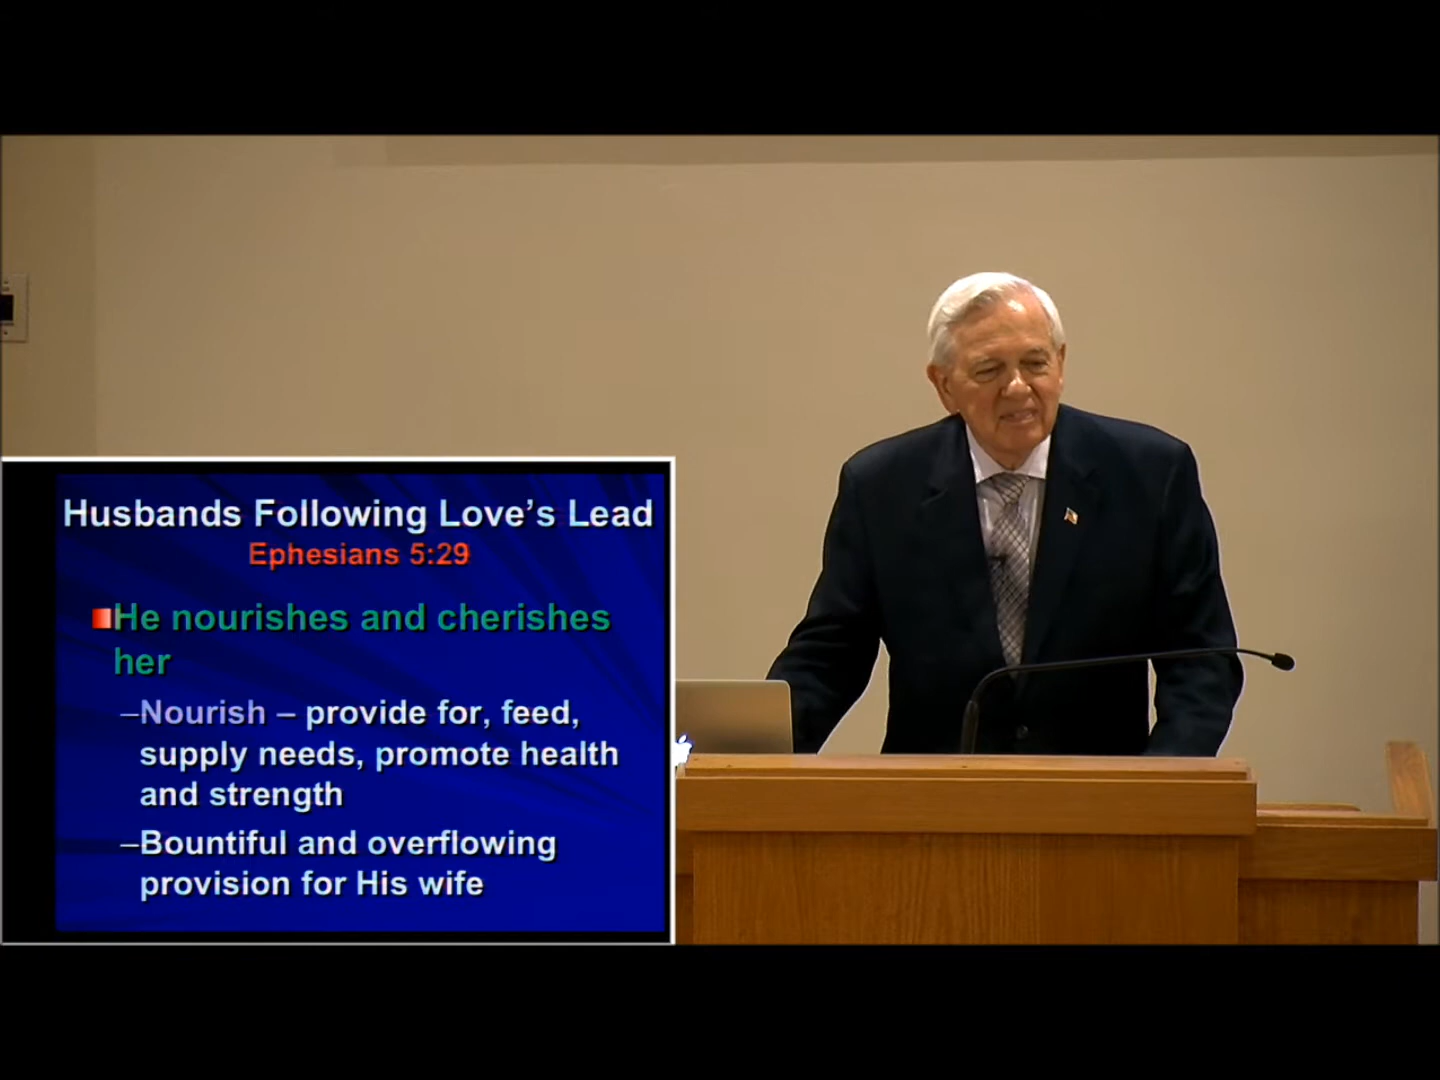 Husbands Following Love's Lead
Ephesians 5:29
He nourishes and cherishes
her
–Nourish – provide for, feed,
supply needs, promote health
and strength
–Bountiful and overflowing
provision for His wife